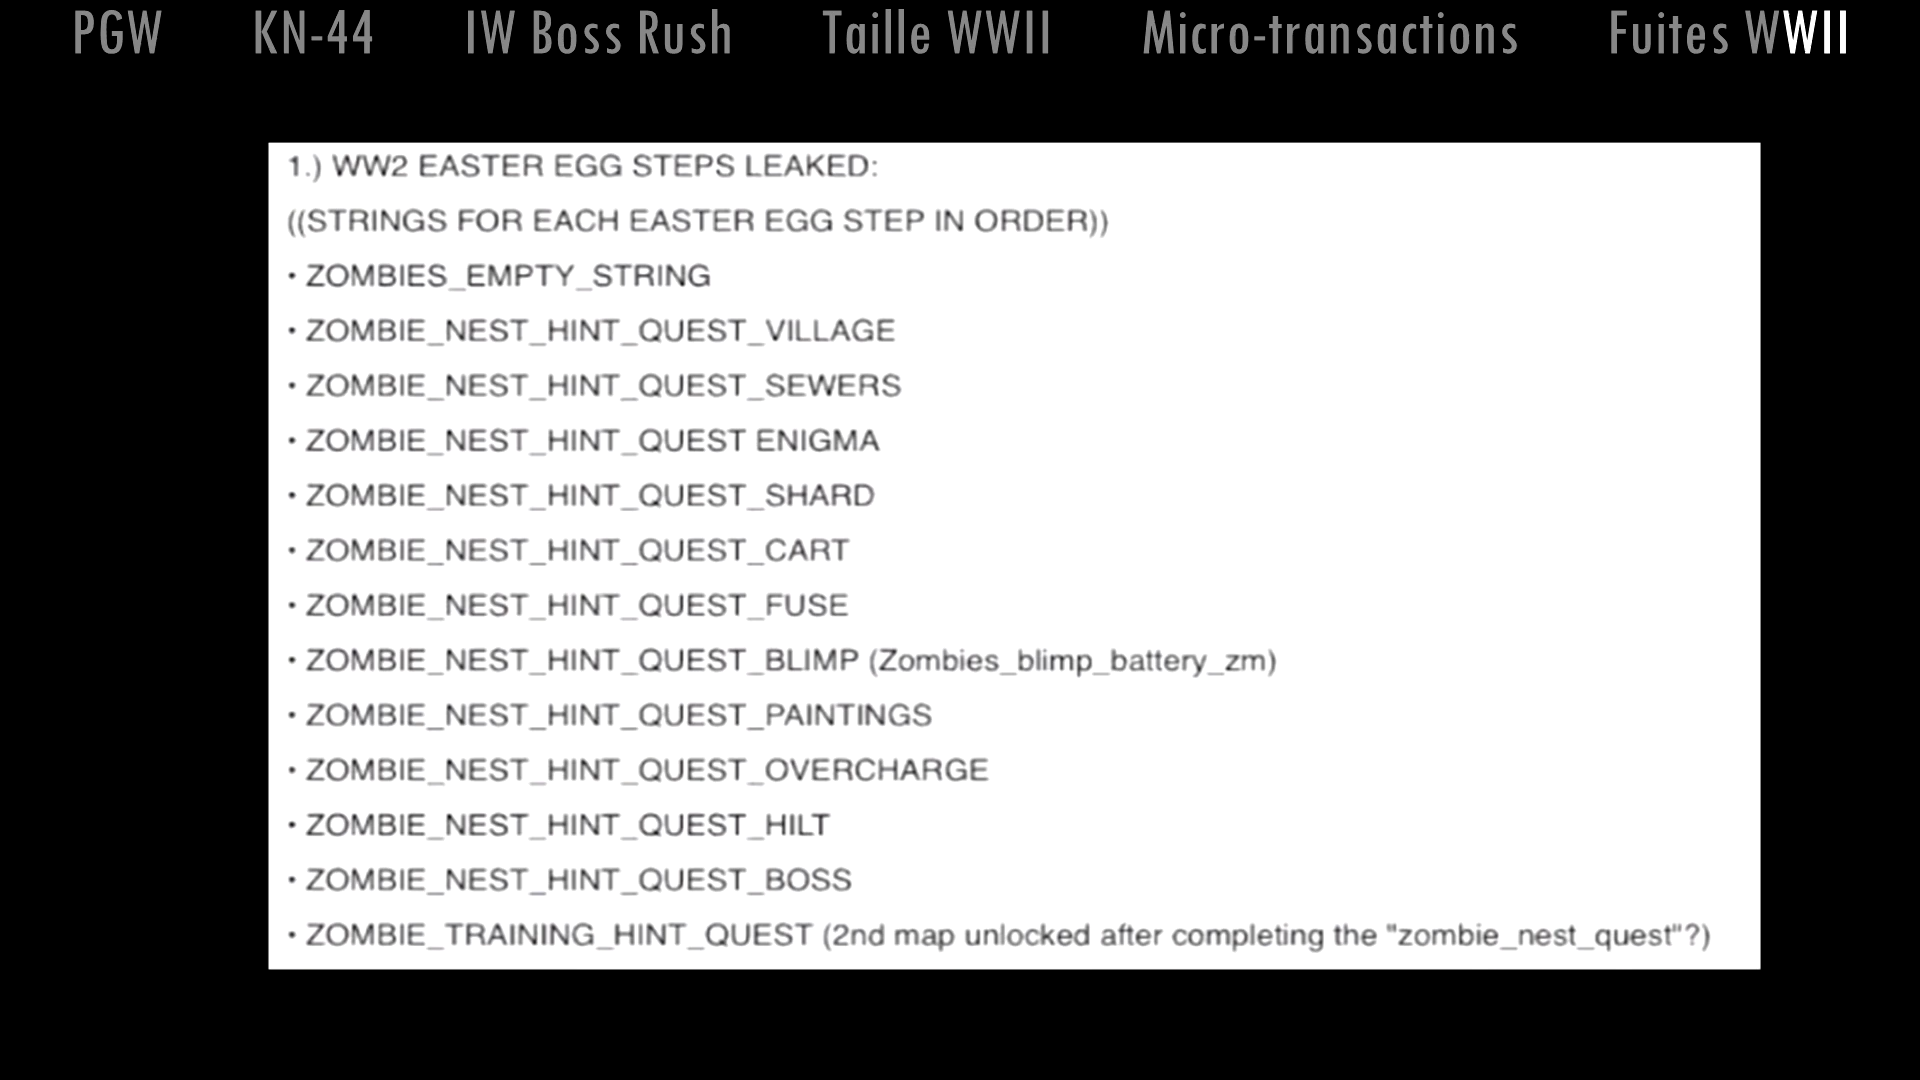 PGW KN-44 IW Boss Rush Taille WWII Micro-transactions Fuites WWII
1.) WW2 EASTER EGG STEPS LEAKED:
((STRINGS FOR EACH EASTER EGG STEP IN ORDER))
• ZOMBIES_EMPTY_STRING
• ZOMBIE_NEST_HINT_QUEST_VILLAGE
• ZOMBIE_NEST_HINT_QUEST_SEWERS
• ZOMBIE_NEST_HINT_QUEST ENIGMA
• ZOMBIE_NEST_HINT_QUEST_SHARD
• ZOMBIE_NEST_HINT_QUEST_CART
• ZOMBIE_NEST_HINT_QUEST_FUSE
• ZOMBIE_NEST_HINT_QUEST_BLIMP (Zombies_blimp_battery_zm)
• ZOMBIE_NEST_HINT_QUEST_PAINTINGS
• ZOMBIE_NEST_HINT_QUEST_OVERCHARGE
• ZOMBIE_NEST_HINT_QUEST_HILT
• ZOMBIE_NEST_HINT_QUEST_BOSS
• ZOMBIE_TRAINING_HINT_QUEST (2nd map unlocked after completing the "zombie_nest_quest"?)